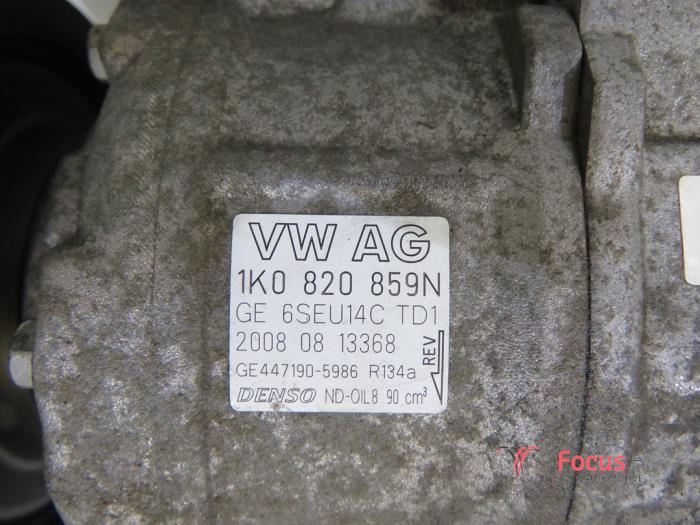 VW AG
1K0 820 859N
GE 6SEU14C TD1
2008 08 13368
GE447190-5986 R134a
REV
DENSO ND-OIL8 90 cm³
Focus
AUTOMOTIVE